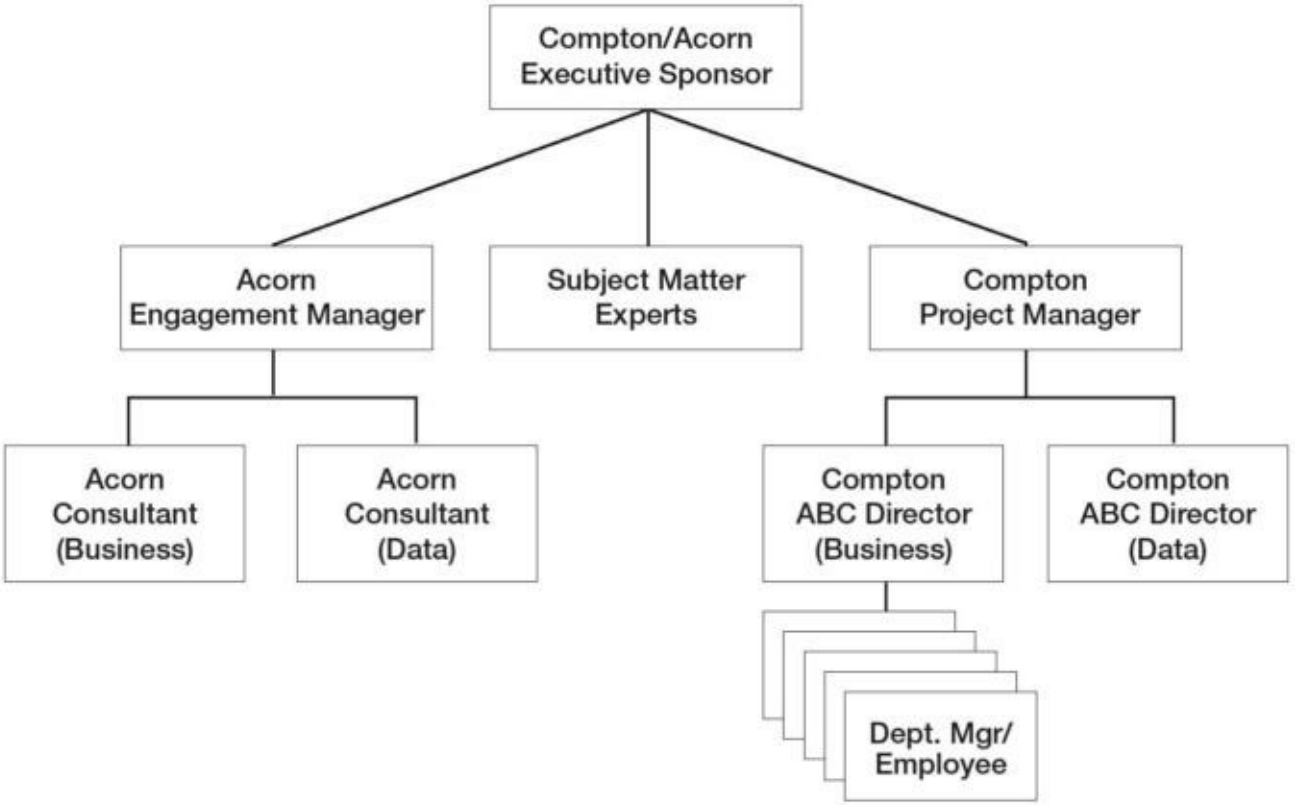 Compton/Acorn
Executive Sponsor
Acorn
Engagement Manager
Subject Matter
Experts
Compton
Project Manager
Acorn
Consultant
(Business)
Acorn
Consultant
(Data)
Compton
ABC Director
(Business)
Compton
ABC Director
(Data)
Dept. Mgr/
Employee